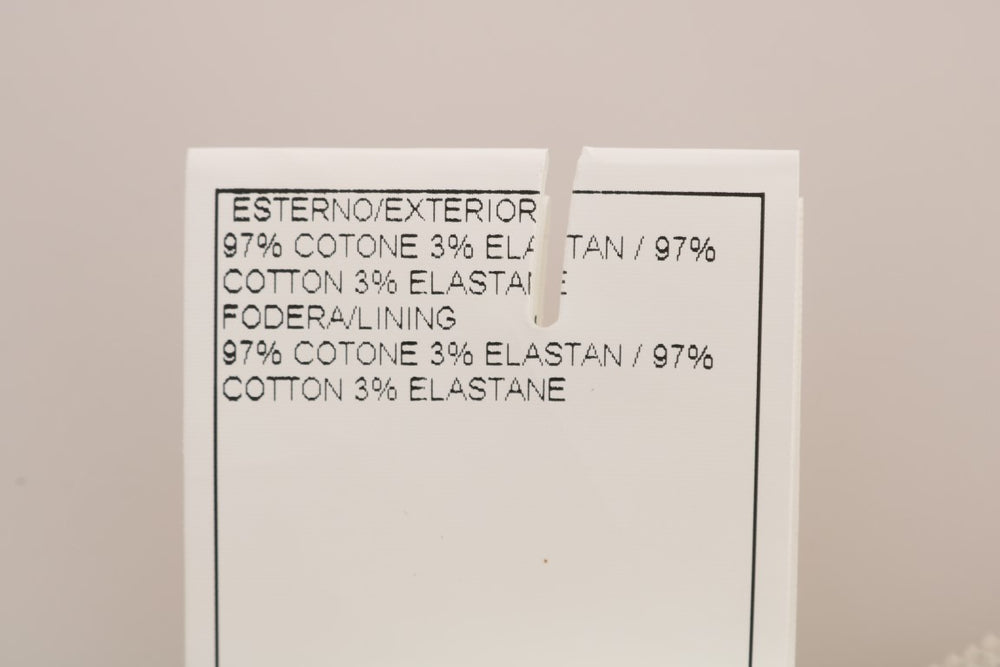 ESTERNO/EXTERIOR
97% COTONE 3% ELASTAN / 97%
COTTON 3% ELASTANE
FODERA/LINING
97% COTONE 3% ELASTAN / 97%
COTTON 3% ELASTANE